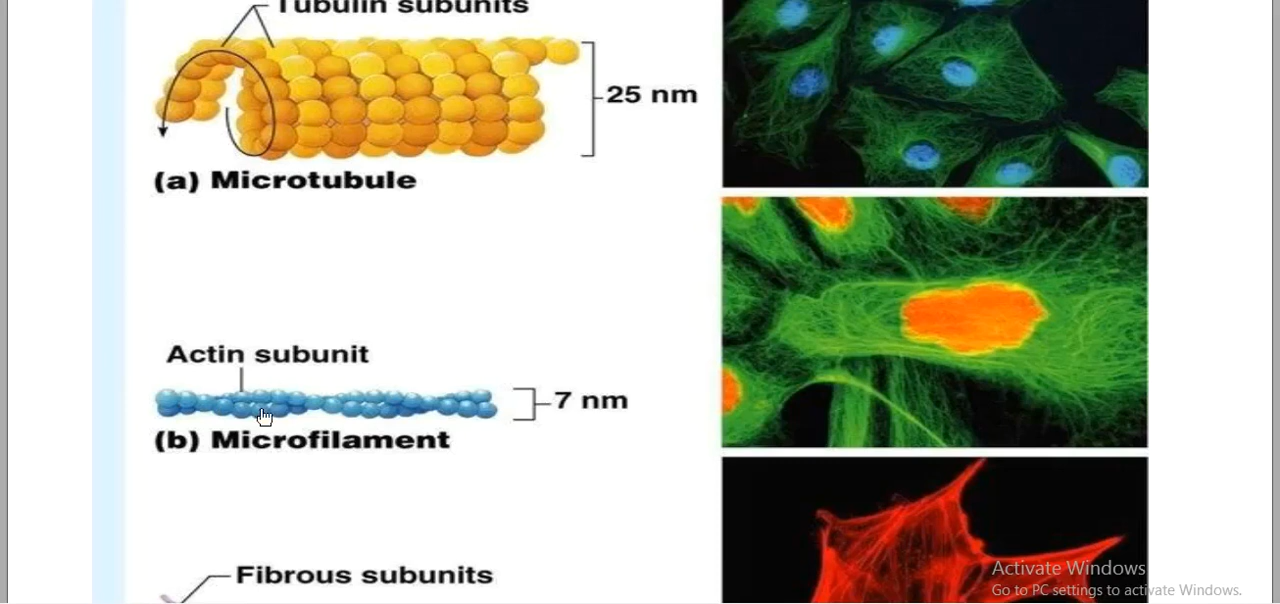 Tubulin subunits
25 nm
(a) Microtubule
Actin subunit
7 nm
(b) Microfilament
Fibrous subunits
Activate Windows
Go to PC settings to activate Windows.